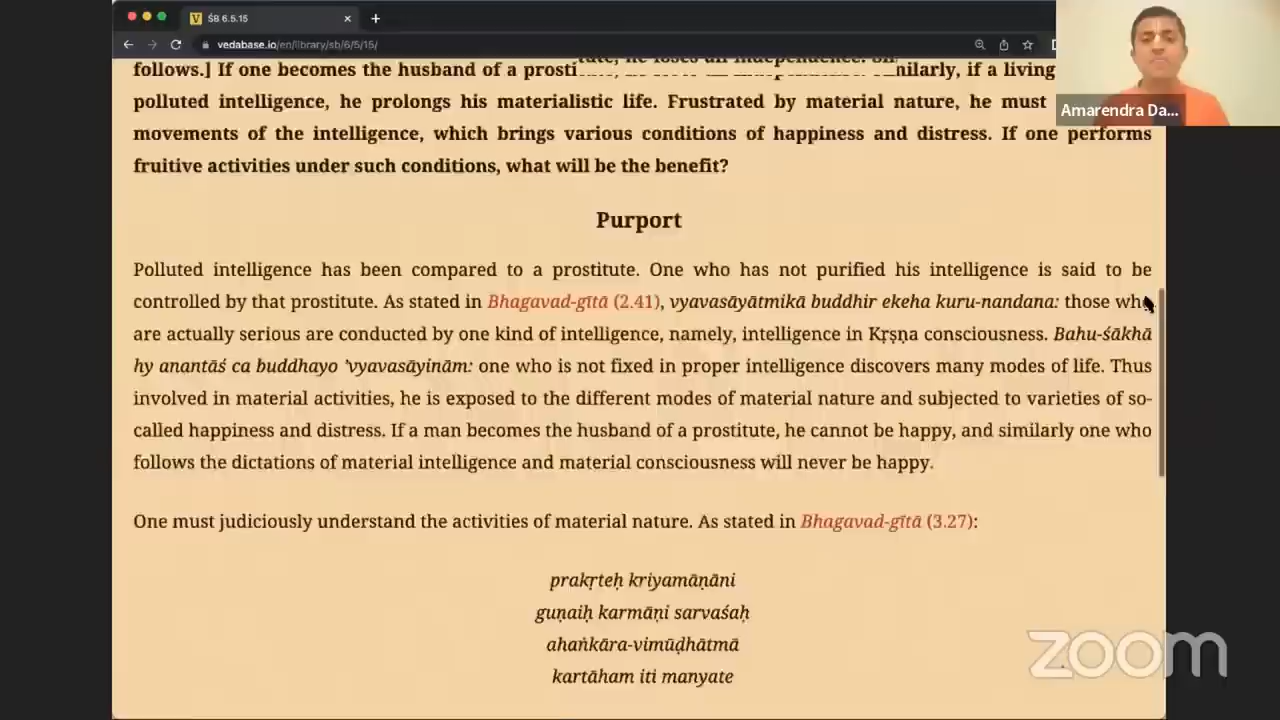 ŚB 6.5.15
vedabase.io/en/library/sb/6/5/15/
Amarendra Da...
follows.] If one becomes the husband of a prostitute, he loses all independence. Similarly, if a living
polluted intelligence, he prolongs his materialistic life. Frustrated by material nature, he must
movements of the intelligence, which brings various conditions of happiness and distress. If one performs
fruitive activities under such conditions, what will be the benefit?
Purport
Polluted intelligence has been compared to a prostitute. One who has not purified his intelligence is said to be
controlled by that prostitute. As stated in Bhagavad-gītā (2.41), vyavasāyātmikā buddhir ekeha kuru-nandana: those who
are actually serious are conducted by one kind of intelligence, namely, intelligence in Kṛṣṇa consciousness. Bahu-śākhā
hy anantāś ca buddhayo 'vyavasāyinām: one who is not fixed in proper intelligence discovers many modes of life. Thus
involved in material activities, he is exposed to the different modes of material nature and subjected to varieties of so-
called happiness and distress. If a man becomes the husband of a prostitute, he cannot be happy, and similarly one who
follows the dictations of material intelligence and material consciousness will never be happy.
One must judiciously understand the activities of material nature. As stated in Bhagavad-gītā (3.27):
prakṛteḥ kriyamāṇāni
guṇaiḥ karmāṇi sarvaśaḥ
ahaṅkāra-vimūḍhātmā
kartāham iti manyate
zoom